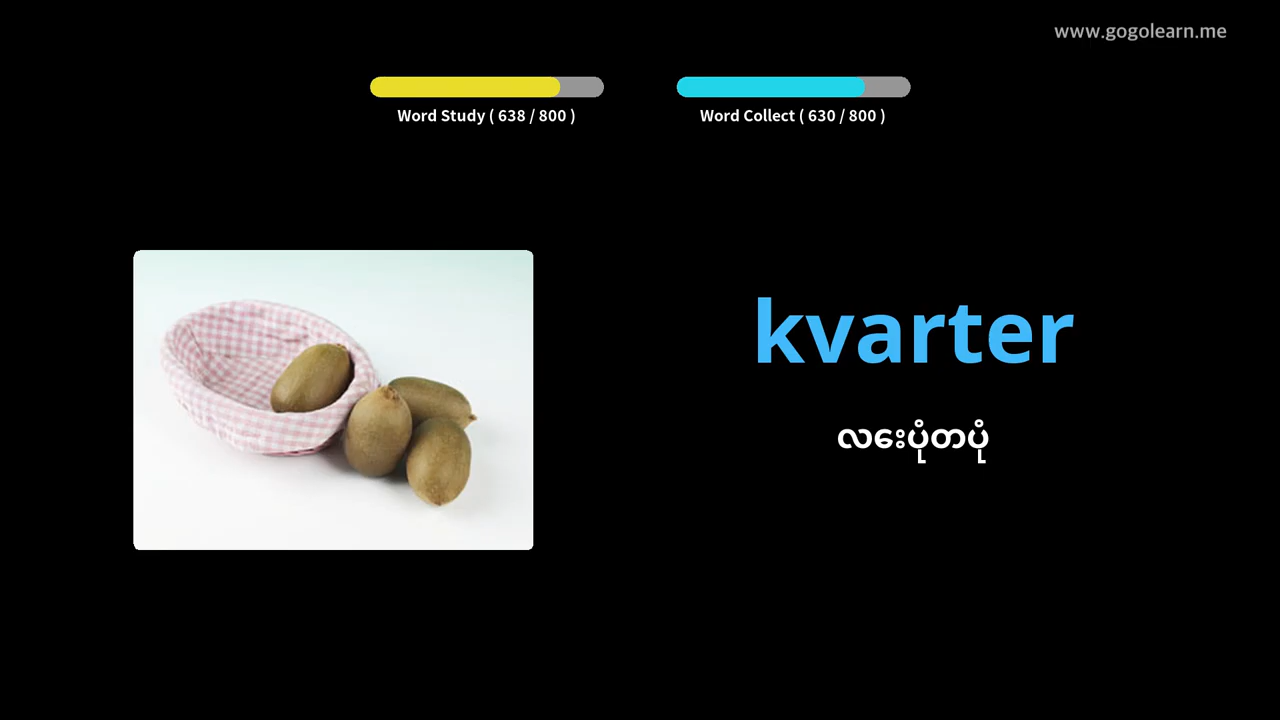 www.gogolearn.me
Word Study ( 638 / 800 )
Word Collect ( 630 / 800 )
kvarter
လေးပုံတပုံ